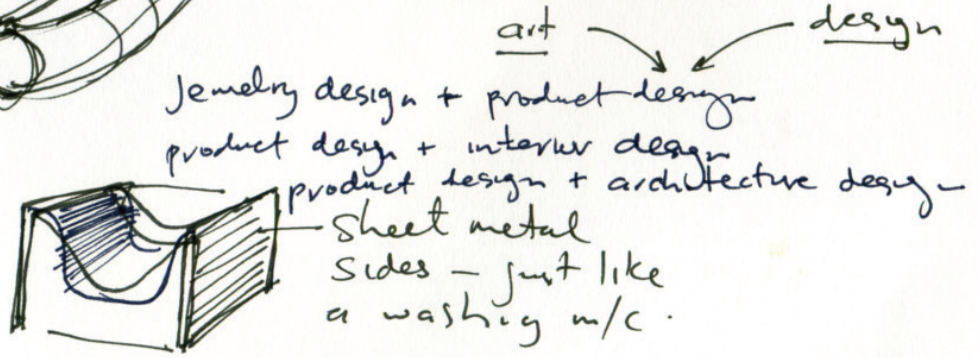 art design
Jewelry design + product design
product design + interior design
product design + architecture design
Sheet metal
sides – just like
a washing m/c.